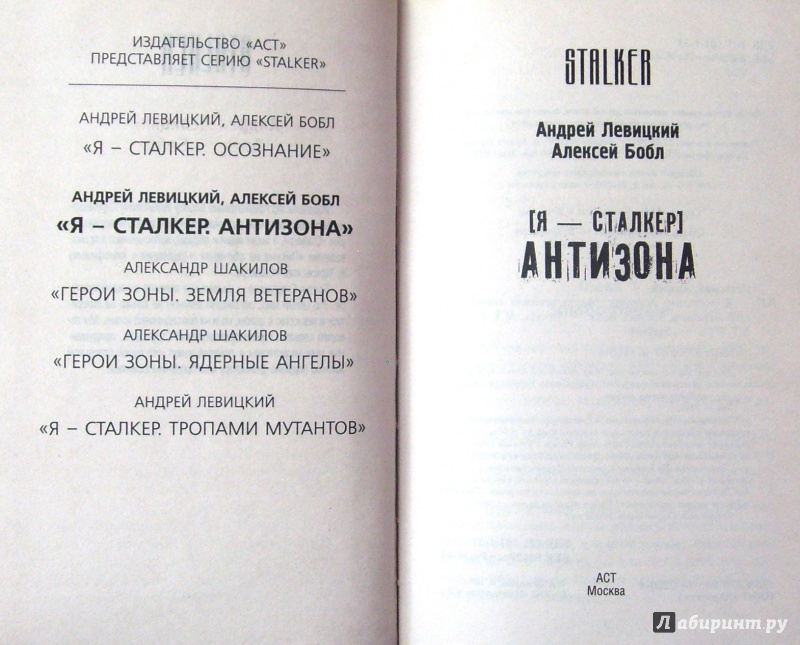 ИЗДАТЕЛЬСТВО «АСТ»
ПРЕДСТАВЛЯЕТ СЕРИЮ «STALKER»
АНДРЕЙ ЛЕВИЦКИЙ, АЛЕКСЕЙ БОБЛ
«Я – СТАЛКЕР. ОСОЗНАНИЕ»
АНДРЕЙ ЛЕВИЦКИЙ, АЛЕКСЕЙ БОБЛ
«Я – СТАЛКЕР. АНТИЗОНА»
АЛЕКСАНДР ШАКИЛОВ
«ГЕРОИ ЗОНЫ. ЗЕМЛЯ ВЕТЕРАНОВ»
АЛЕКСАНДР ШАКИЛОВ
«ГЕРОИ ЗОНЫ. ЯДЕРНЫЕ АНГЕЛЫ»
АНДРЕЙ ЛЕВИЦКИЙ
«Я – СТАЛКЕР. ТРОПАМИ МУТАНТОВ»
STALKER
Андрей Левицкий
Алексей Бобл
[Я — СТАЛКЕР]
АНТИЗОНА
АСТ
Москва
Лабиринт.ру